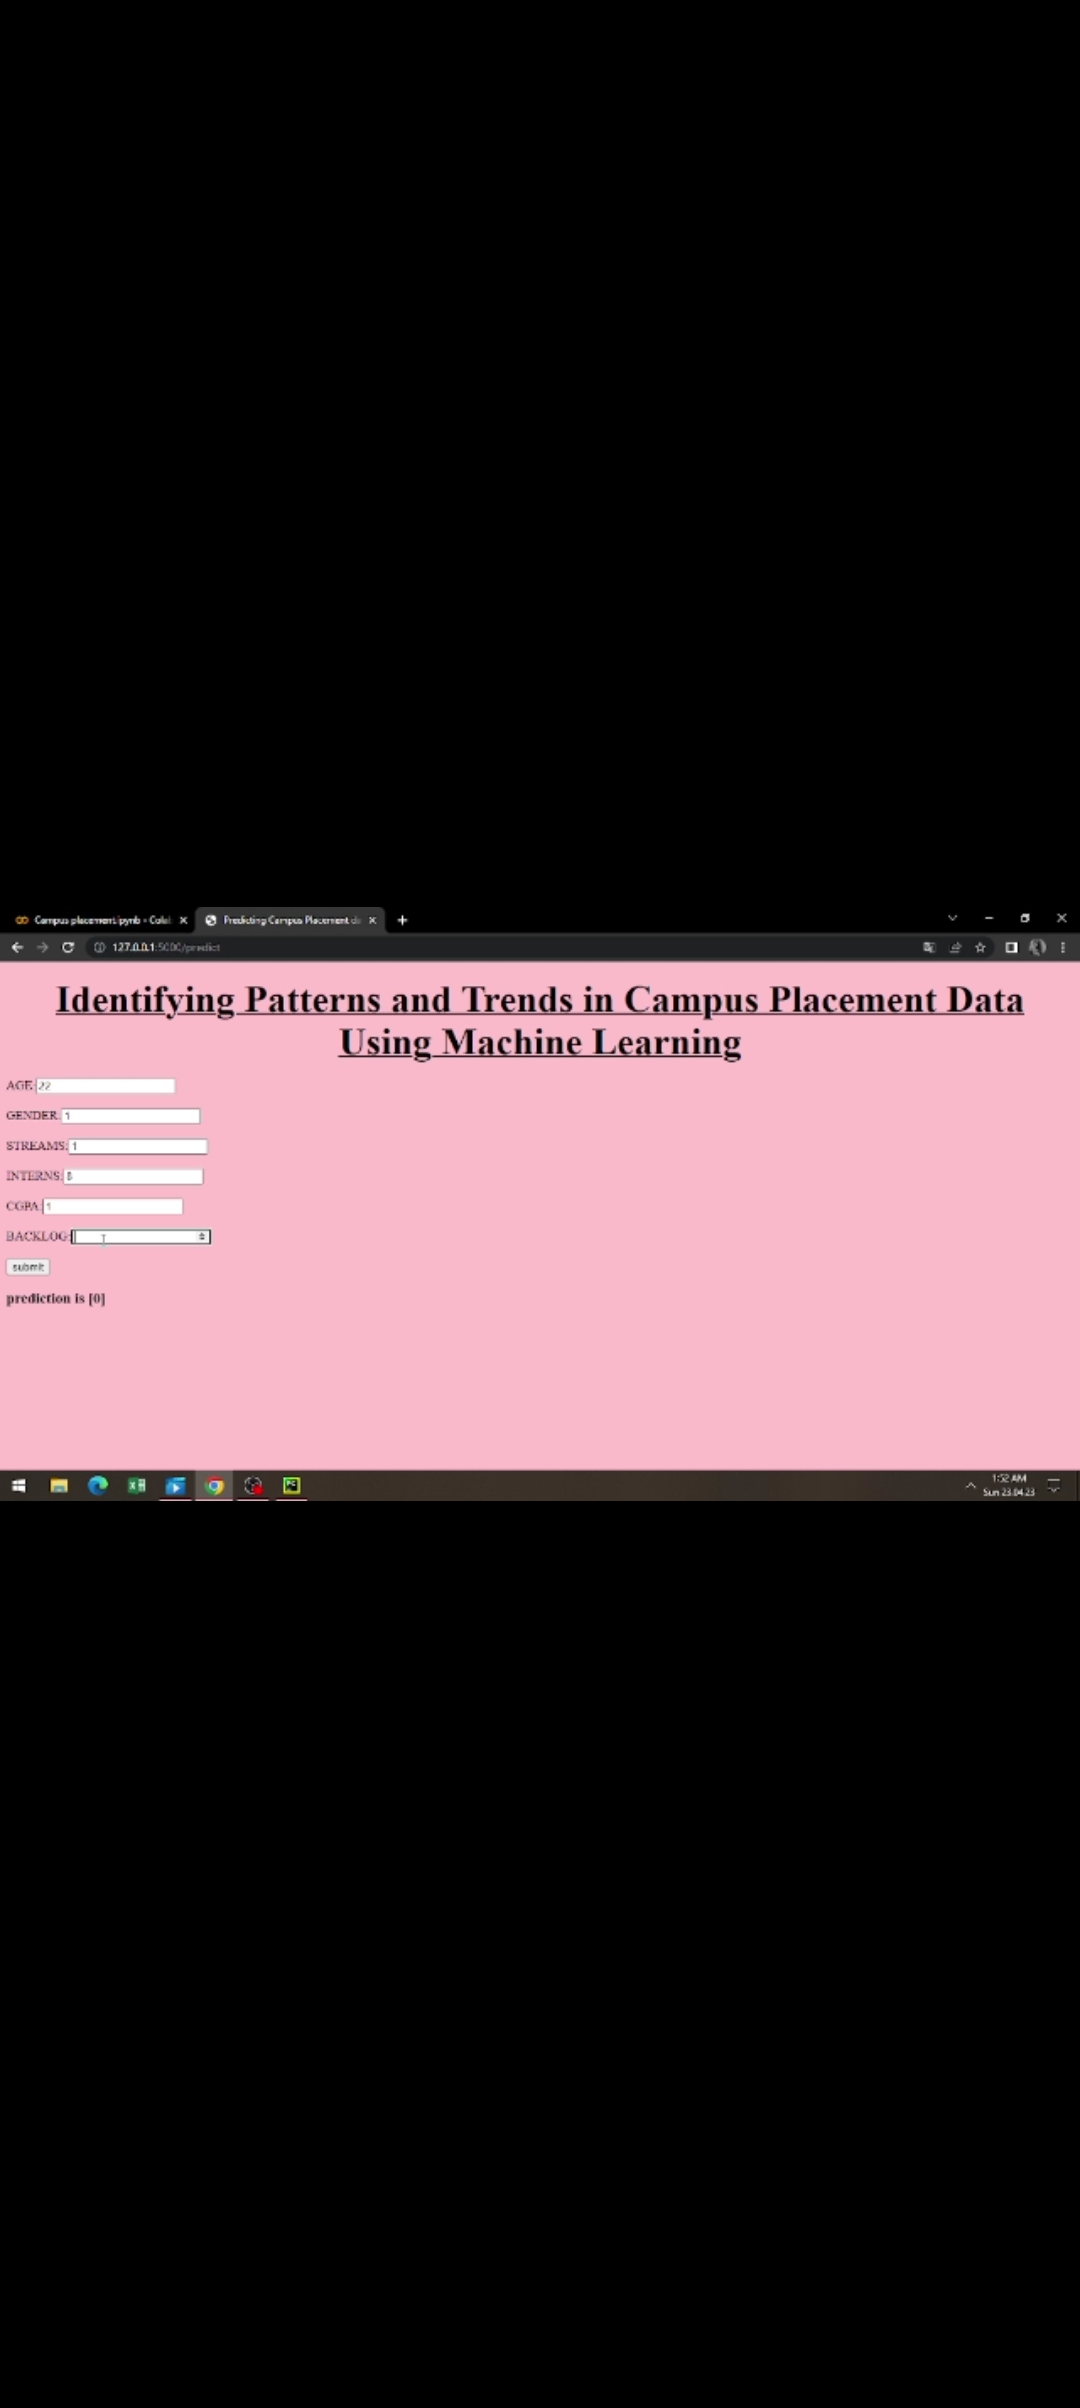 Campus placement.ipynb - Colab
Predicting Campus Placement da
127.0.0.1:5000/predict
Identifying Patterns and Trends in Campus Placement Data
Using Machine Learning
AGE: 22
GENDER: 1
STREAMS: 1
INTERNS: 8
CGPA: 1
BACKLOG:
submit
prediction is [0]
1:52 AM
Sun 23.04.23